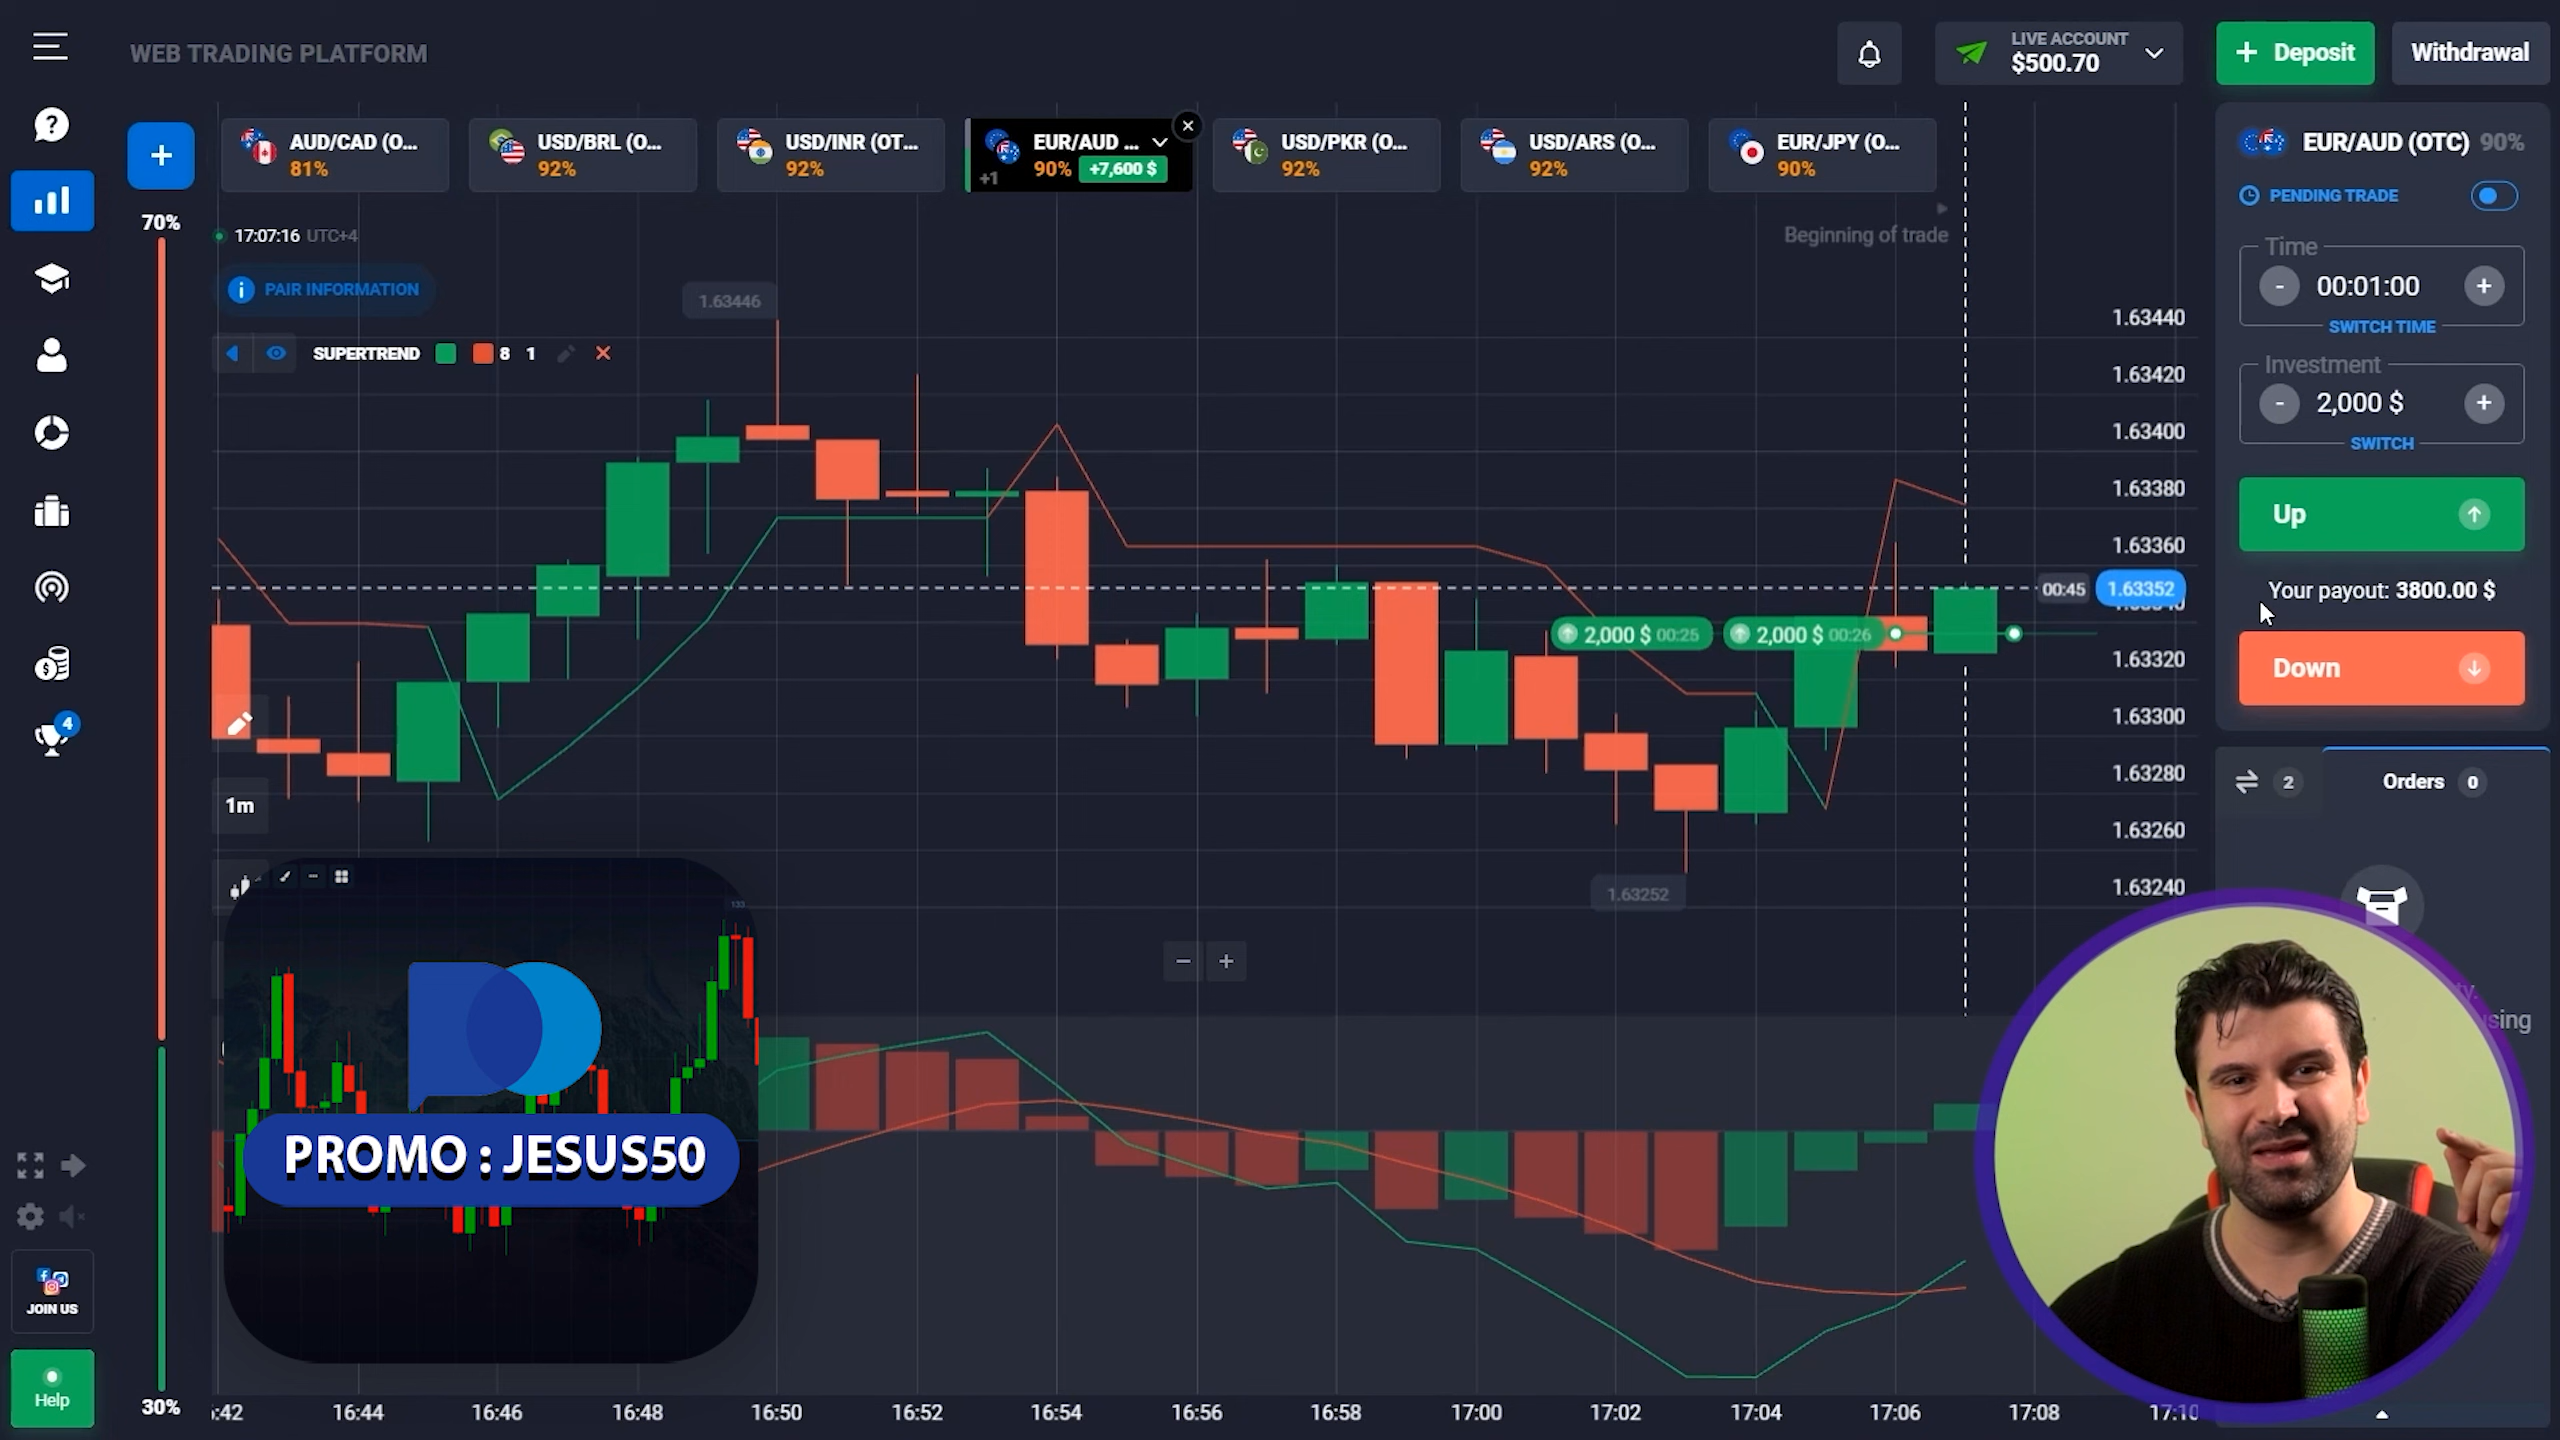 WEB TRADING PLATFORM
LIVE ACCOUNT
$500.70
+ Deposit
Withdrawal
AUD/CAD (O...
81%
USD/BRL (O...
92%
USD/INR (OT...
92%
EUR/AUD ...
+1
90% +7,600 $
USD/PKR (O...
92%
USD/ARS (O...
92%
EUR/JPY (O...
90%
EUR/AUD (OTC) 90%
PENDING TRADE
Time
- 00:01:00 +
SWITCH TIME
Investment
- 2,000 $ +
SWITCH
Up
Your payout: 3800.00 $
Down
2
Orders 0
sing
70%
30%
17:07:16 UTC+4
Beginning of trade
PAIR INFORMATION
SUPERTREND 8 1
1.63446
1.63440
1.63420
1.63400
1.63380
1.63360
00:45 1.63352
2,000 $ 00:25
2,000 $ 00:26
1.63320
1.63300
1.63280
1.63260
1.63240
1.63252
1m
4
133
PROMO : JESUS50
JOIN US
Help
:42 16:44 16:46 16:48 16:50 16:52 16:54 16:56 16:58 17:00 17:02 17:04 17:06 17:08 17:10